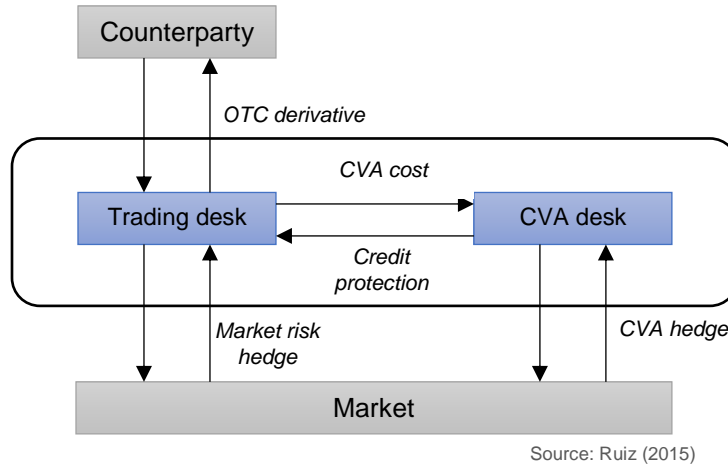 Counterparty
OTC derivative
CVA cost
Trading desk
CVA desk
Credit
protection
Market risk
hedge
CVA hedge
Market
Source: Ruiz (2015)